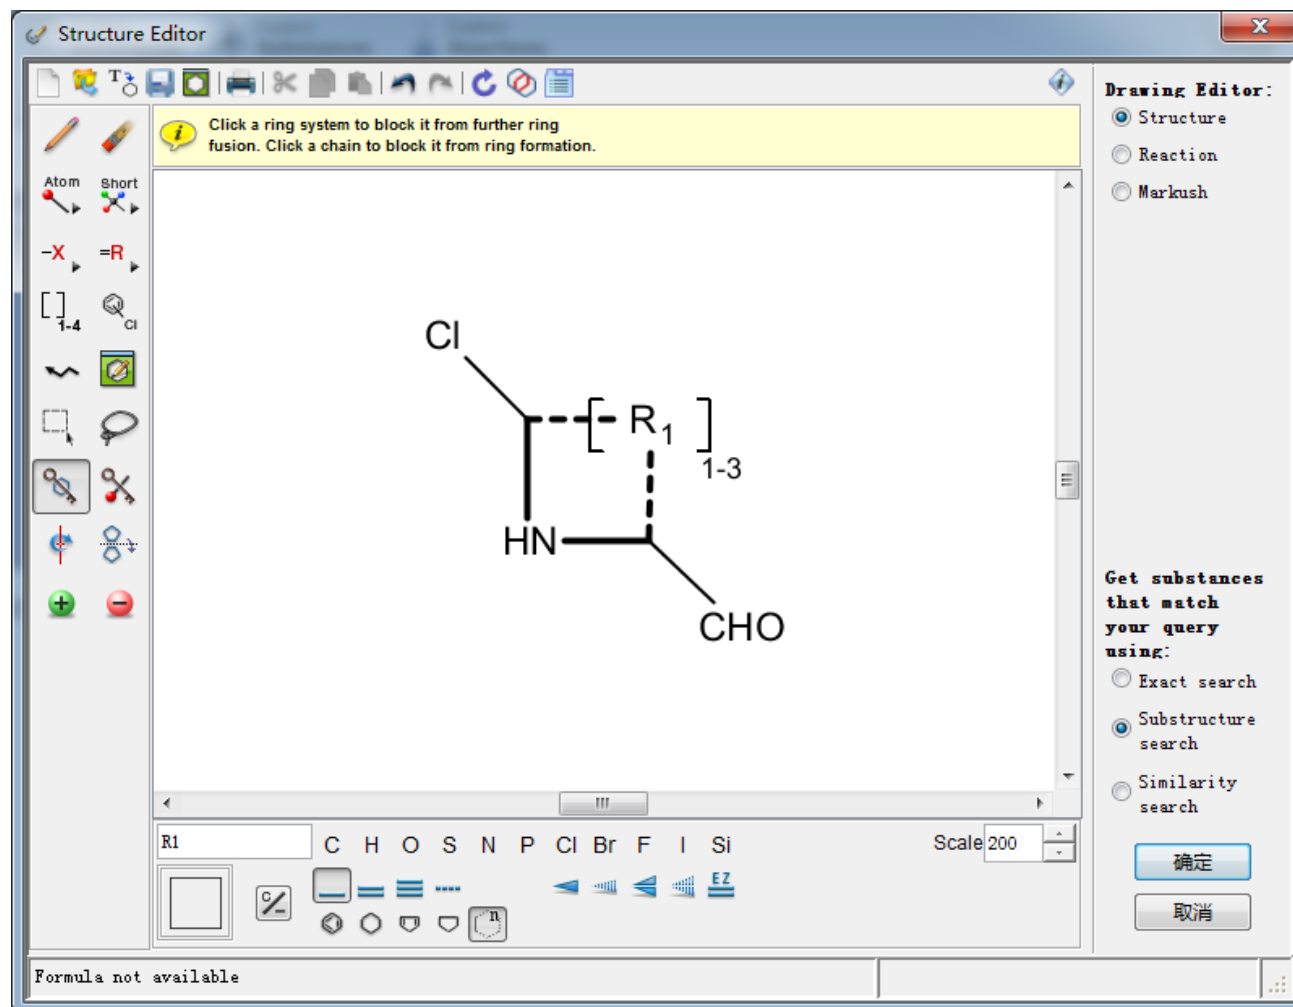 Structure Editor
Click a ring system to block it from further ring
fusion. Click a chain to block it from ring formation.
Atom
Short
-X
=R
[ ]
1-4
Cl
Cl
[R1]
1-3
HN
CHO
R1
C H O S N P Cl Br F I Si
Scale 200
EZ
n
Drawing Editor:
Structure
Reaction
Markush
Get substances
that match
your query
using:
Exact search
Substructure
search
Similarity
search
确定
取消
Formula not available